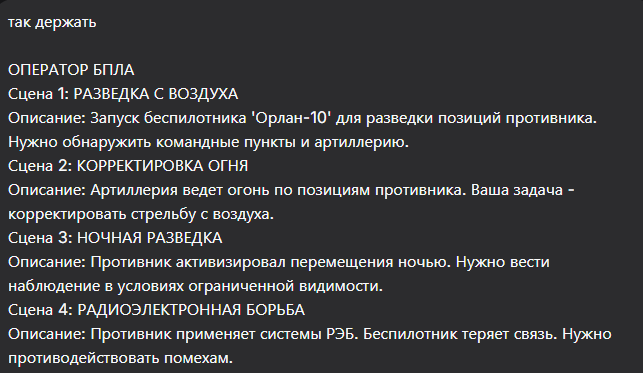 так держать
ОПЕРАТОР БПЛА
Сцена 1: РАЗВЕДКА С ВОЗДУХА
Описание: Запуск беспилотника 'Орлан-10' для разведки позиций противника.
Нужно обнаружить командные пункты и артиллерию.
Сцена 2: КОРРЕКТИРОВКА ОГНЯ
Описание: Артиллерия ведет огонь по позициям противника. Ваша задача -
корректировать стрельбу с воздуха.
Сцена 3: НОЧНАЯ РАЗВЕДКА
Описание: Противник активизировал перемещения ночью. Нужно вести
наблюдение в условиях ограниченной видимости.
Сцена 4: РАДИОЭЛЕКТРОННАЯ БОРЬБА
Описание: Противник применяет системы РЭБ. Беспилотник теряет связь. Нужно
противодействовать помехам.